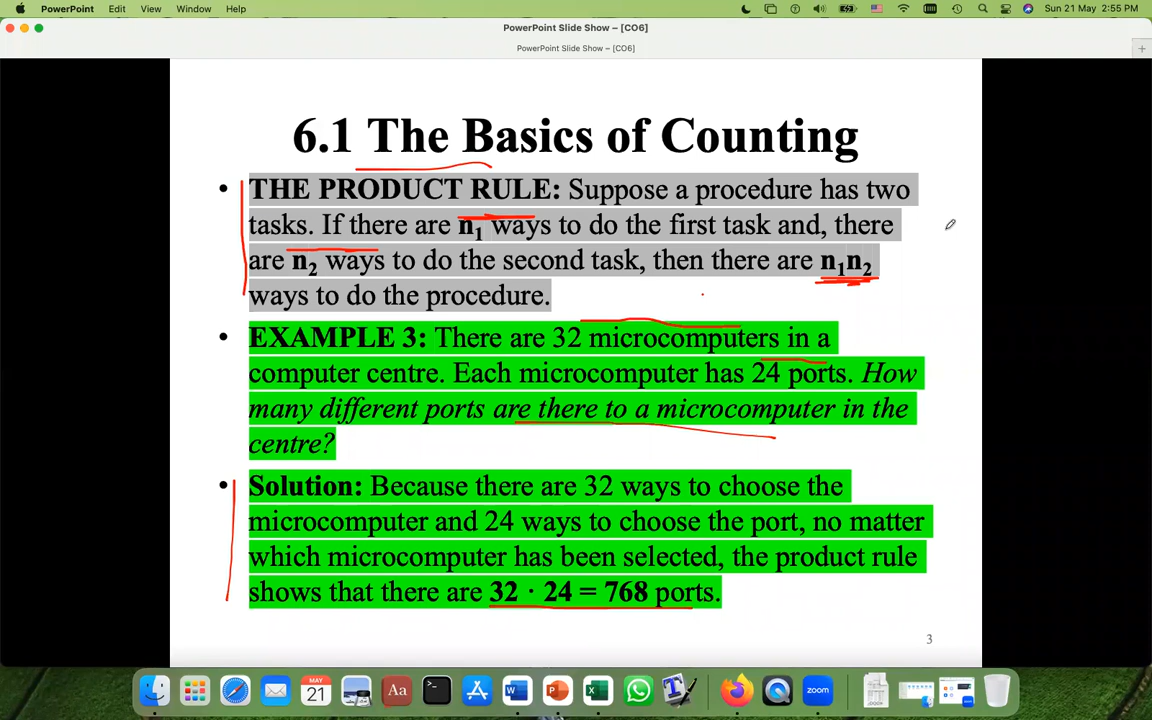 PowerPoint Edit View Window Help Sun 21 May 2:55 PM
PowerPoint Slide Show – [CO6]
PowerPoint Slide Show – [CO6]
6.1 The Basics of Counting
• THE PRODUCT RULE: Suppose a procedure has two
tasks. If there are n₁ ways to do the first task and, there
are n₂ ways to do the second task, then there are n₁n₂
ways to do the procedure.
• EXAMPLE 3: There are 32 microcomputers in a
computer centre. Each microcomputer has 24 ports. How
many different ports are there to a microcomputer in the
centre?
• Solution: Because there are 32 ways to choose the
microcomputer and 24 ways to choose the port, no matter
which microcomputer has been selected, the product rule
shows that there are 32 · 24 = 768 ports.
3
MAY
21
Aa
W
P
X
T
zoom